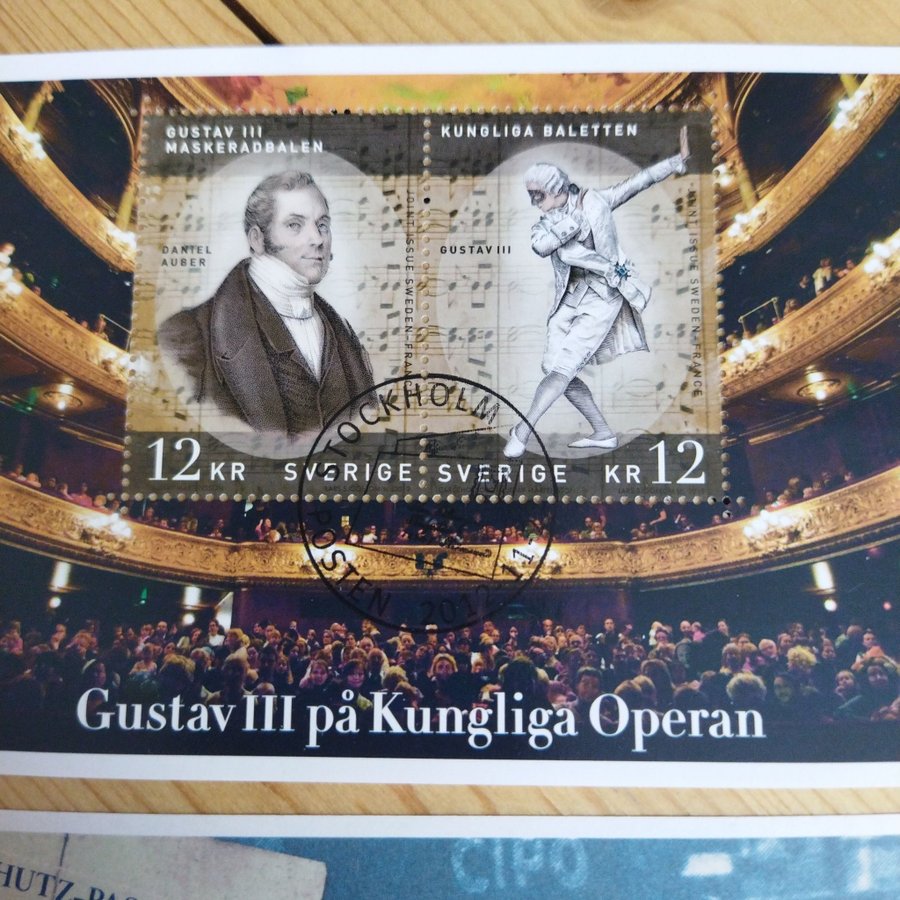 GUSTAV III
MASKERADBALEN
DANIEL
AUBER
JOINT ISSUE SWEDEN-FRANCE
12 KR SVERIGE
KUNGLIGA BALETTEN
GUSTAV III
JOINT ISSUE SWEDEN-FRANCE
SVERIGE KR 12
STOCKHOLM
POSTEN
Gustav III på Kungliga Operan
CIPO